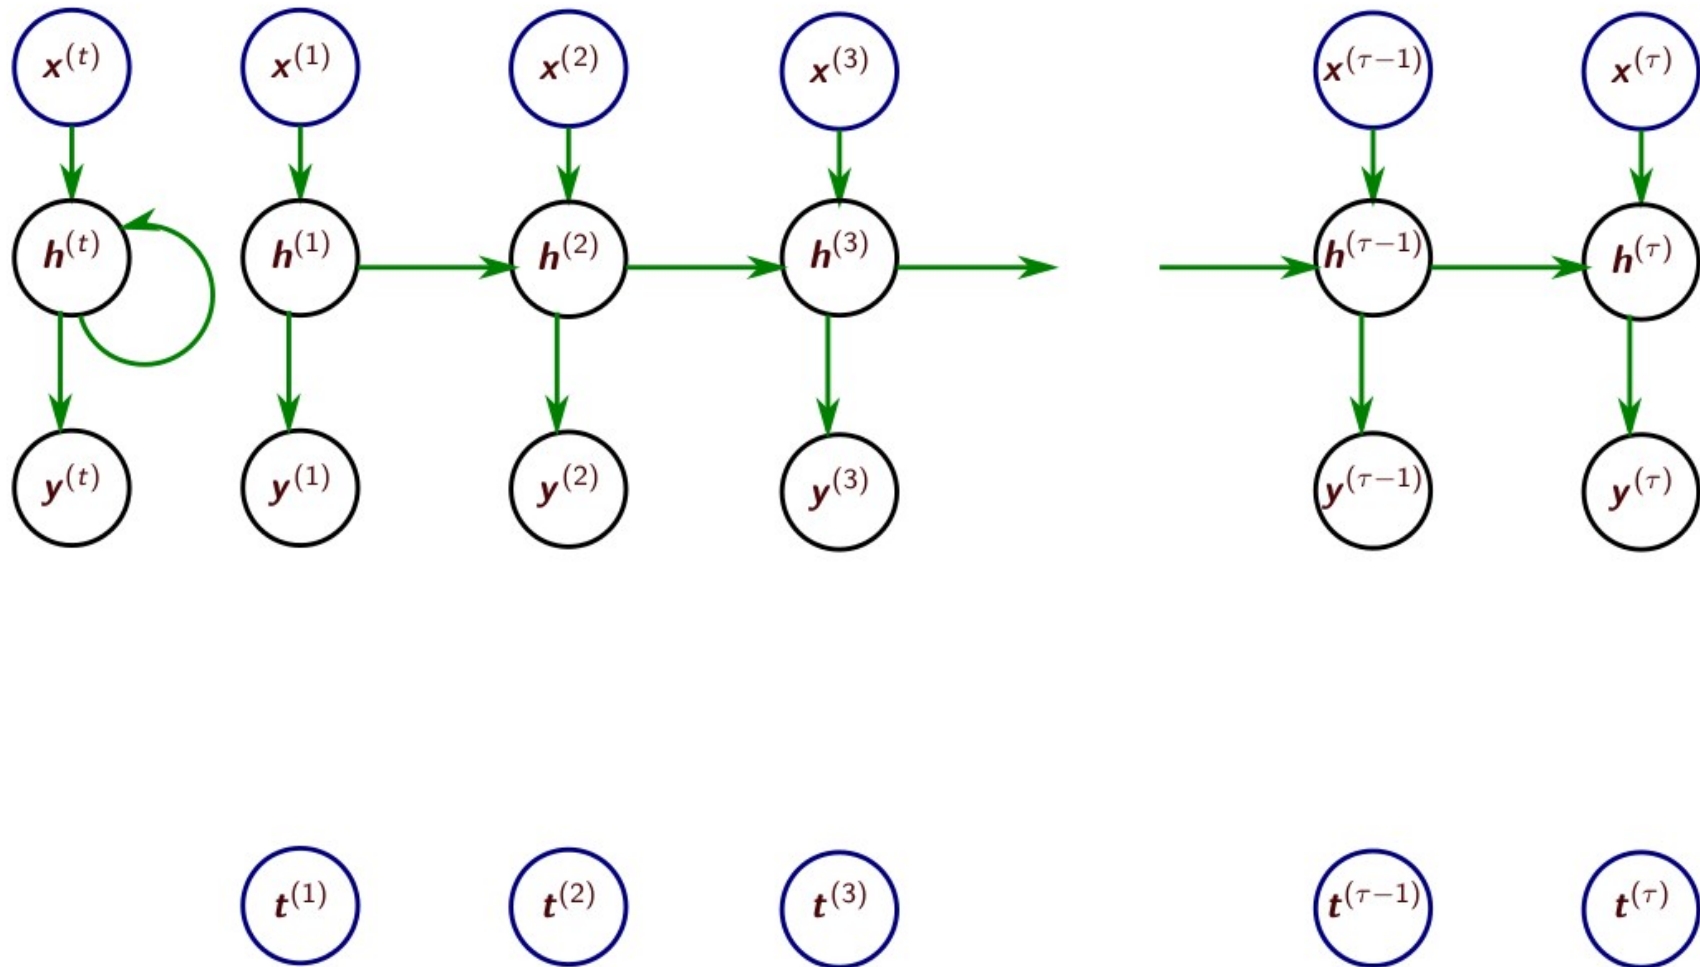 x^(t) x^(1) x^(2) x^(3) x^(τ−1) x^(τ)
h^(t) h^(1) h^(2) h^(3) h^(τ−1) h^(τ)
y^(t) y^(1) y^(2) y^(3) y^(τ−1) y^(τ)
t^(1) t^(2) t^(3) t^(τ−1) t^(τ)